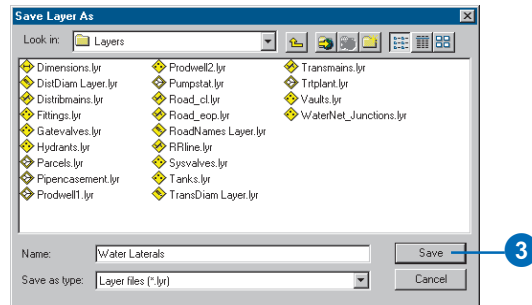 Save Layer As
Look in: Layers
Dimensions.lyr
DistDiam Layer.lyr
Distribmains.lyr
Fittings.lyr
Gatevalves.lyr
Hydrants.lyr
Parcels.lyr
Pipencasement.lyr
Prodwell1.lyr
Prodwell2.lyr
Pumpstat.lyr
Road_cl.lyr
Road_eop.lyr
RoadNames Layer.lyr
RRline.lyr
Sysvalves.lyr
Tanks.lyr
TransDiam Layer.lyr
Transmains.lyr
Trtplant.lyr
Vaults.lyr
WaterNet_Junctions.lyr
Name: Water Laterals
Save
3
Save as type: Layer files (*.lyr)
Cancel